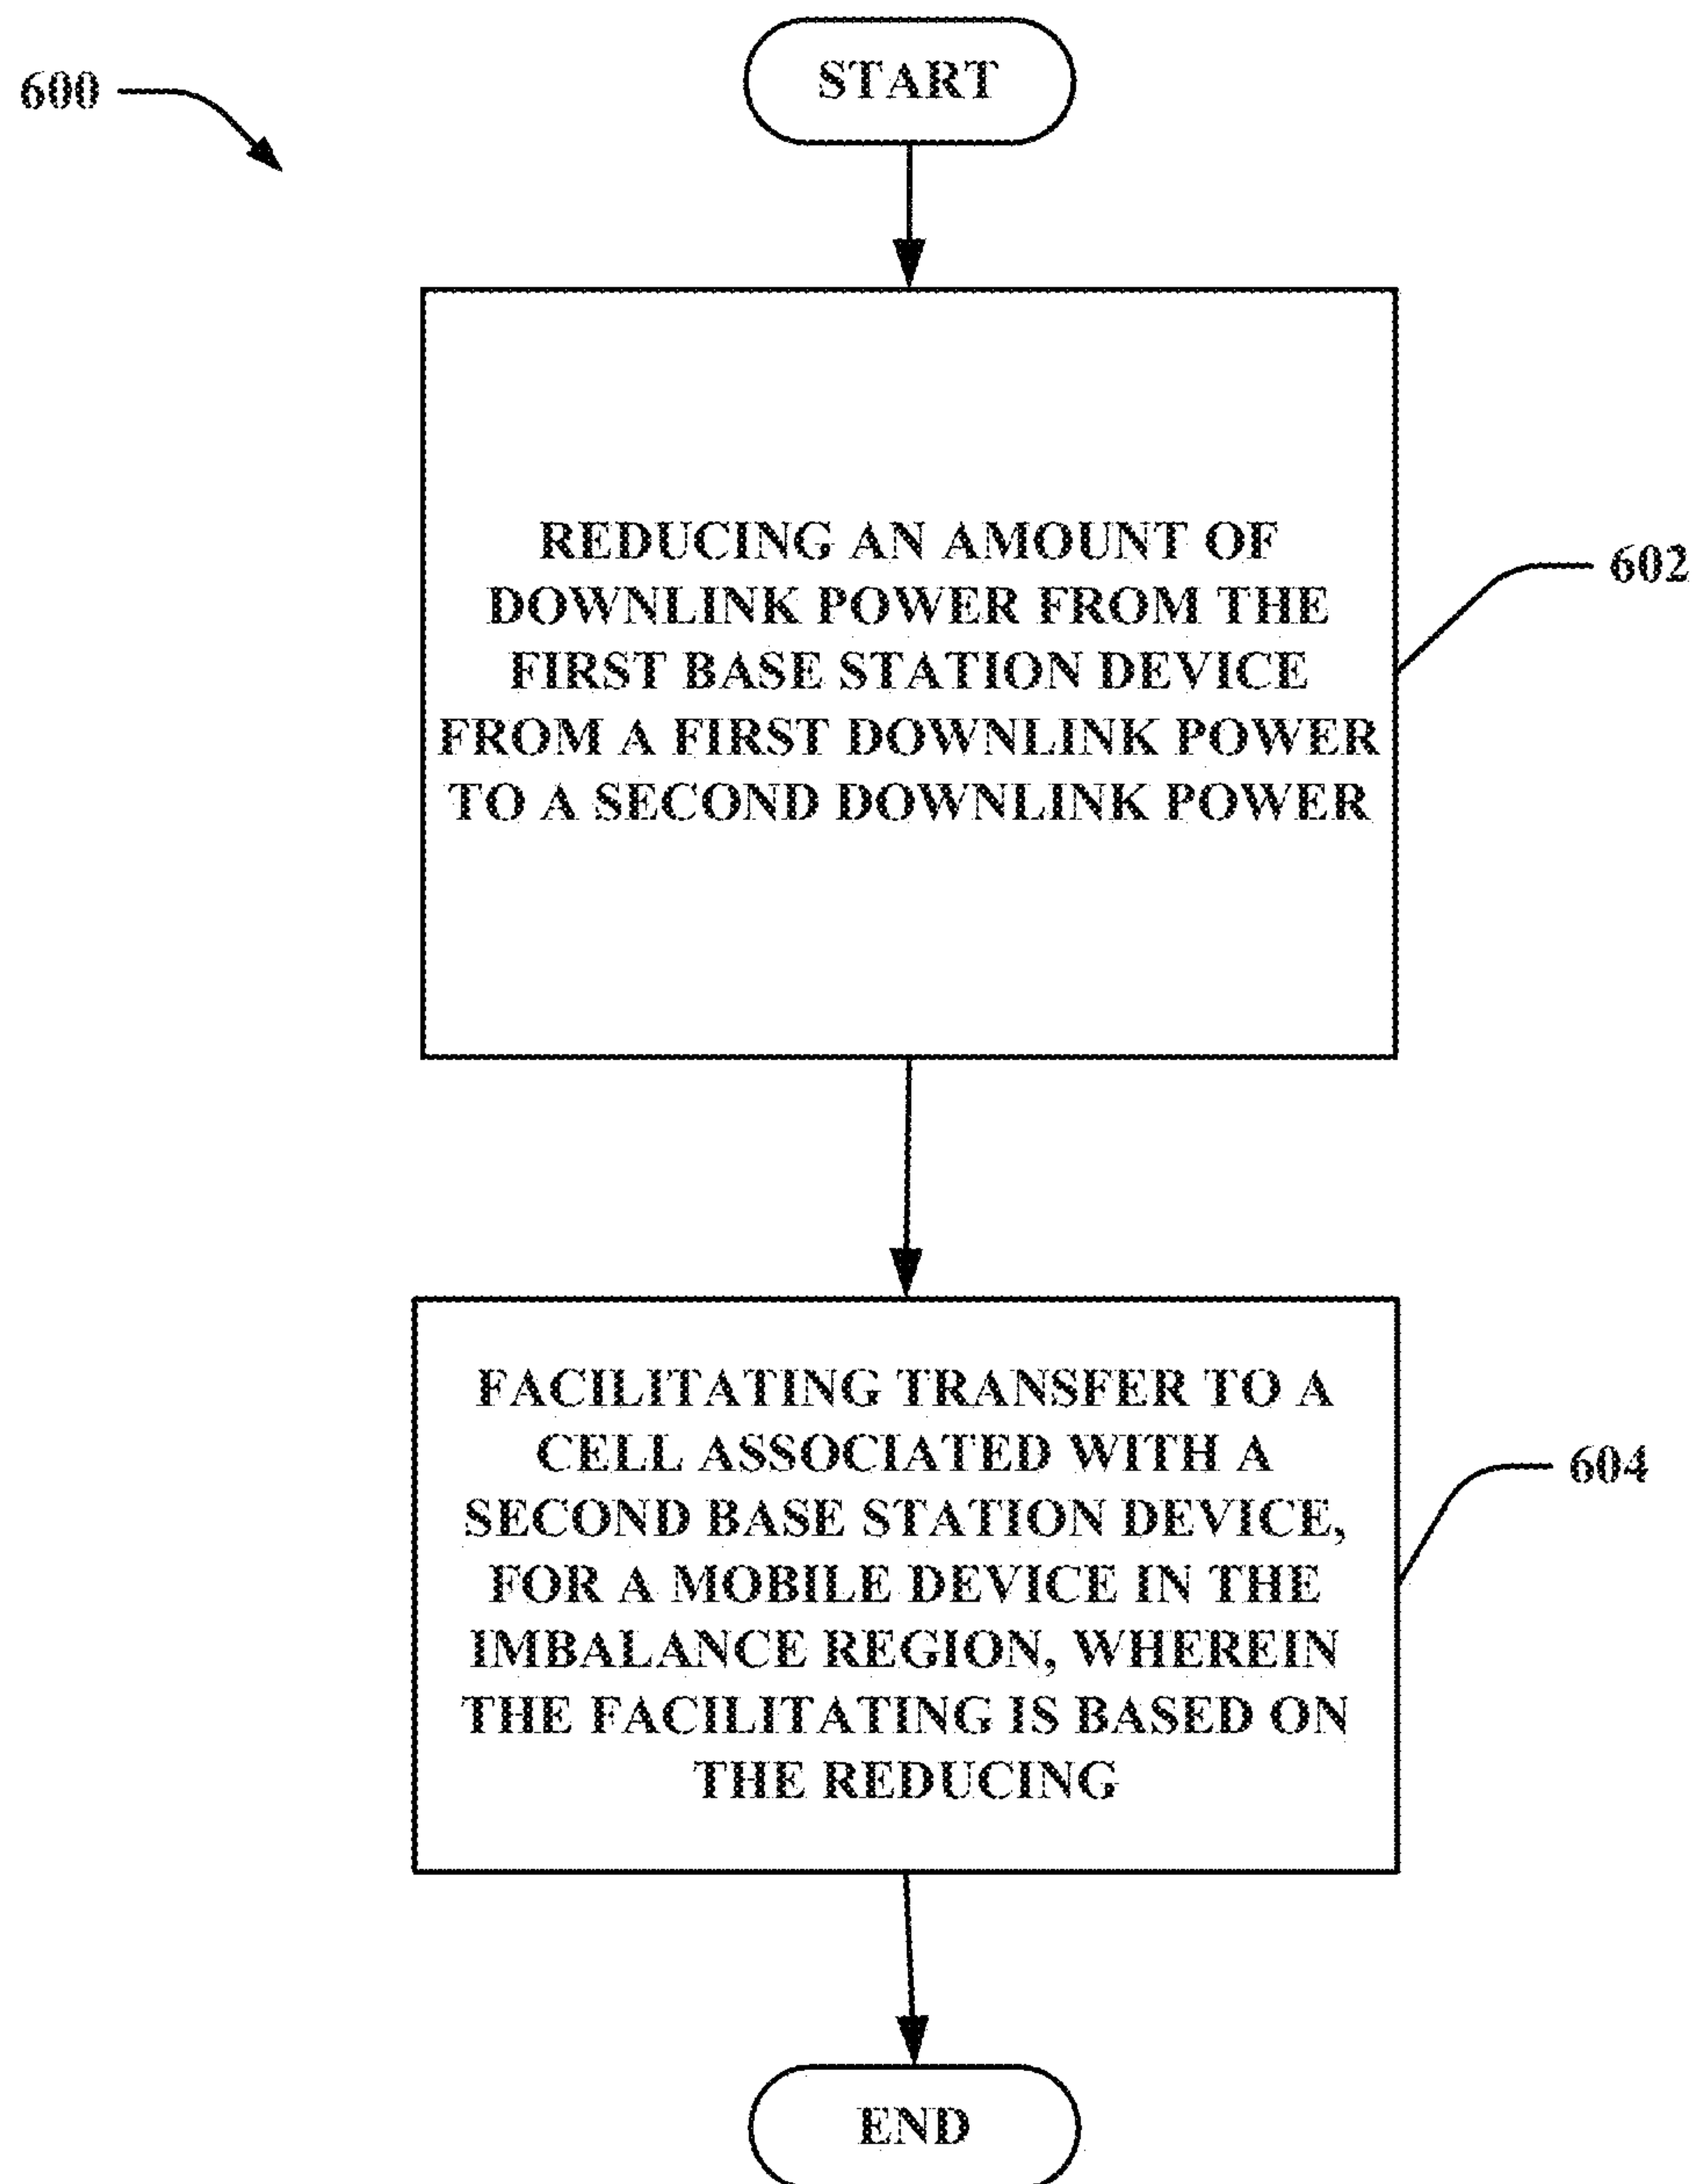 START
600
REDUCING AN AMOUNT OF
DOWNLINK POWER FROM THE
FIRST BASE STATION DEVICE
FROM A FIRST DOWNLINK POWER
TO A SECOND DOWNLINK POWER
602
FACILITATING TRANSFER TO A
CELL ASSOCIATED WITH A
SECOND BASE STATION DEVICE,
FOR A MOBILE DEVICE IN THE
IMBALANCE REGION, WHEREIN
THE FACILITATING IS BASED ON
THE REDUCING
604
END